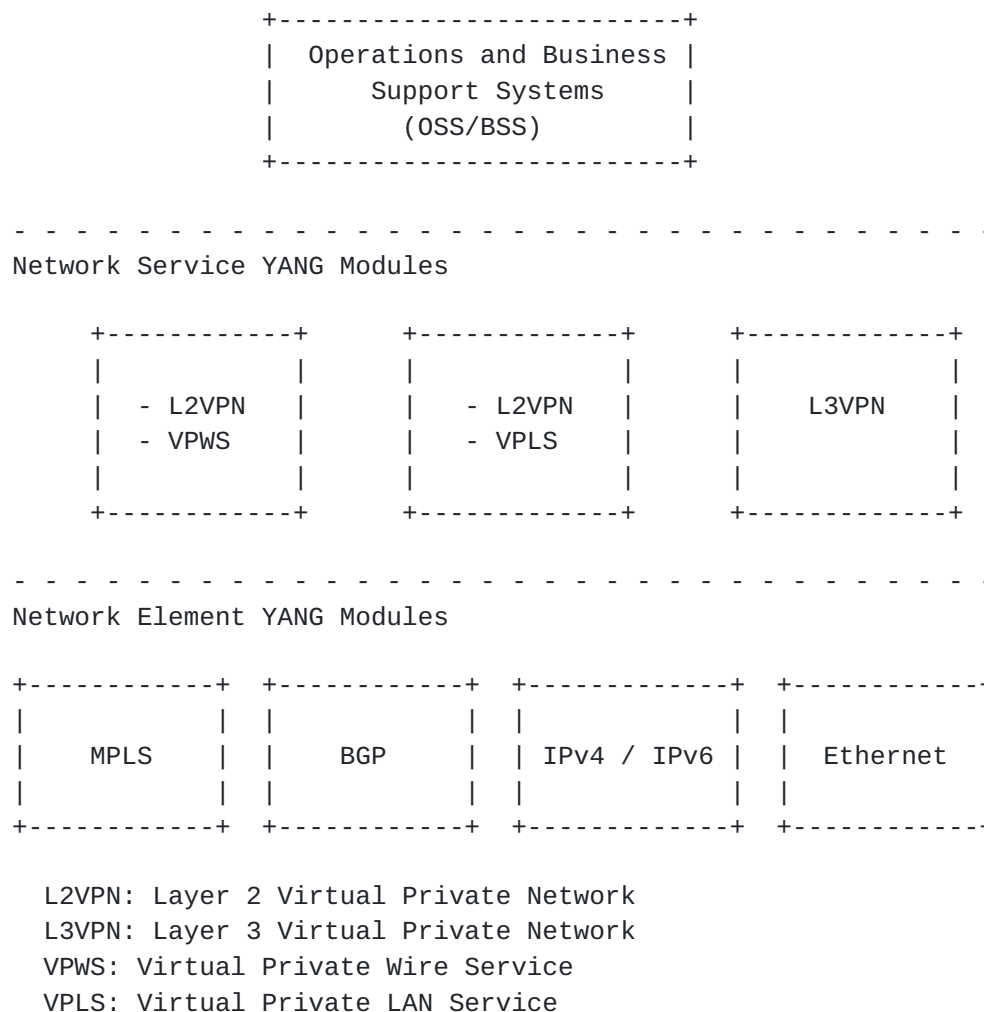 Operations and Business
Support Systems
(OSS/BSS)
Network Service YANG Modules
- L2VPN - L2VPN L3VPN
- VPWS - VPLS
Network Element YANG Modules
MPLS BGP IPv4 / IPv6 Ethernet
L2VPN: Layer 2 Virtual Private Network
L3VPN: Layer 3 Virtual Private Network
VPWS: Virtual Private Wire Service
VPLS: Virtual Private LAN Service